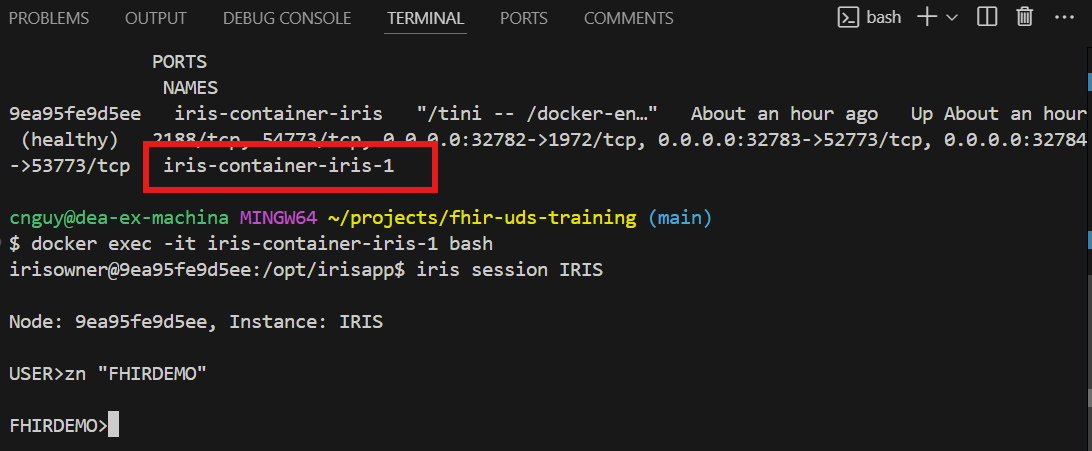 PROBLEMS OUTPUT DEBUG CONSOLE TERMINAL PORTS COMMENTS bash
PORTS
NAMES
9ea95fe9d5ee iris-container-iris "/tini -- /docker-en…" About an hour ago Up About an hour
(healthy) 2188/tcp, 54773/tcp, 0.0.0.0:32782->1972/tcp, 0.0.0.0:32783->52773/tcp, 0.0.0.0:32784
->53773/tcp iris-container-iris-1
cnguy@dea-ex-machina MINGW64 ~/projects/fhir-uds-training (main)
$ docker exec -it iris-container-iris-1 bash
irisowner@9ea95fe9d5ee:/opt/irisapp$ iris session IRIS
Node: 9ea95fe9d5ee, Instance: IRIS
USER>zn "FHIRDEMO"
FHIRDEMO>